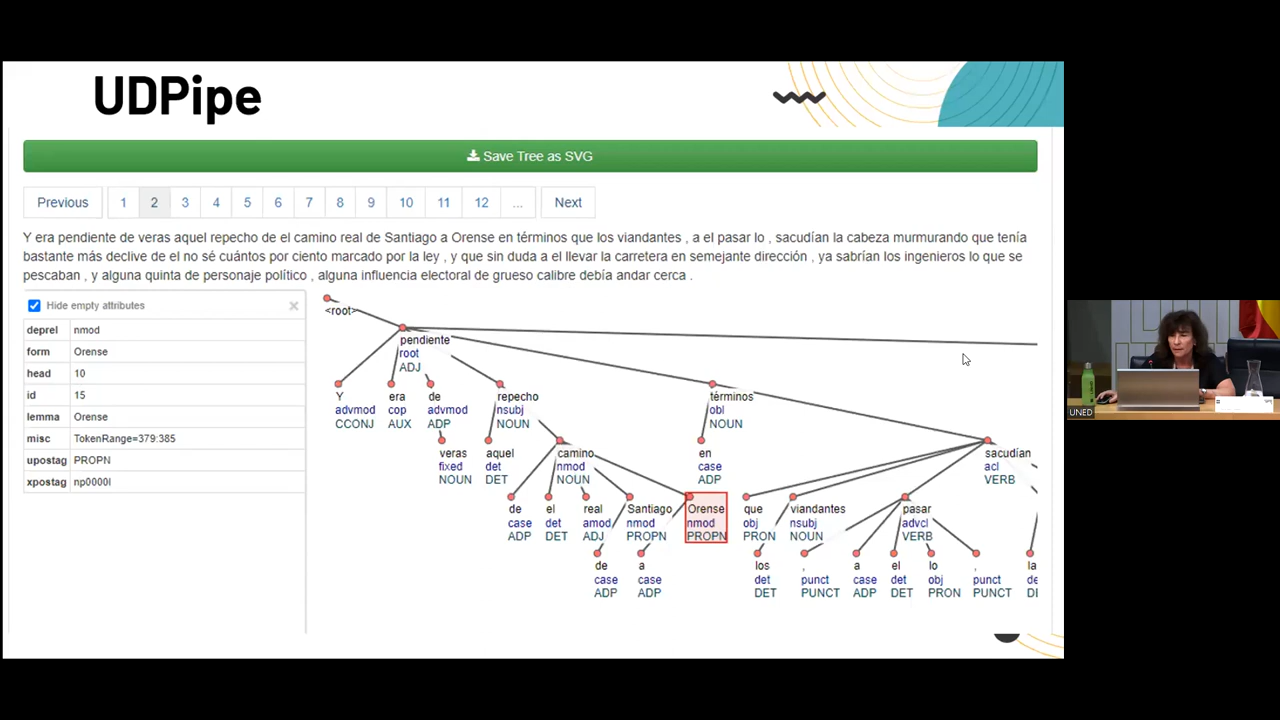 UDPipe
Save Tree as SVG
Previous 1 2 3 4 5 6 7 8 9 10 11 12 ... Next
Y era pendiente de veras aquel repecho de el camino real de Santiago a Orense en términos que los viandantes , a el pasar lo , sacudían la cabeza murmurando que tenía
bastante más declive de el no sé cuántos por ciento marcado por la ley , y que sin duda a el llevar la carretera en semejante dirección , ya sabrían los ingenieros lo que se
pescaban , y alguna quinta de personaje político , alguna influencia electoral de grueso calibre debía andar cerca .
Hide empty attributes
deprel nmod
form Orense
head 10
id 15
lemma Orense
misc TokenRange=379:385
upostag PROPN
xpostag np0000l
<root>
pendiente
root
ADJ
Y era de repecho términos
advmod cop advmod nsubj obl
CCONJ AUX ADP NOUN NOUN
veras aquel camino en sacudían
fixed det nmod case acl
NOUN DET NOUN ADP VERB
de el real Santiago Orense que viandantes pasar
case det amod nmod nmod obj nsubj advcl
ADP DET ADJ PROPN PROPN PRON NOUN VERB
de a los , a el lo , la
case case det punct case det obj punct de
ADP ADP DET PUNCT ADP DET PRON PUNCT DI
UNED